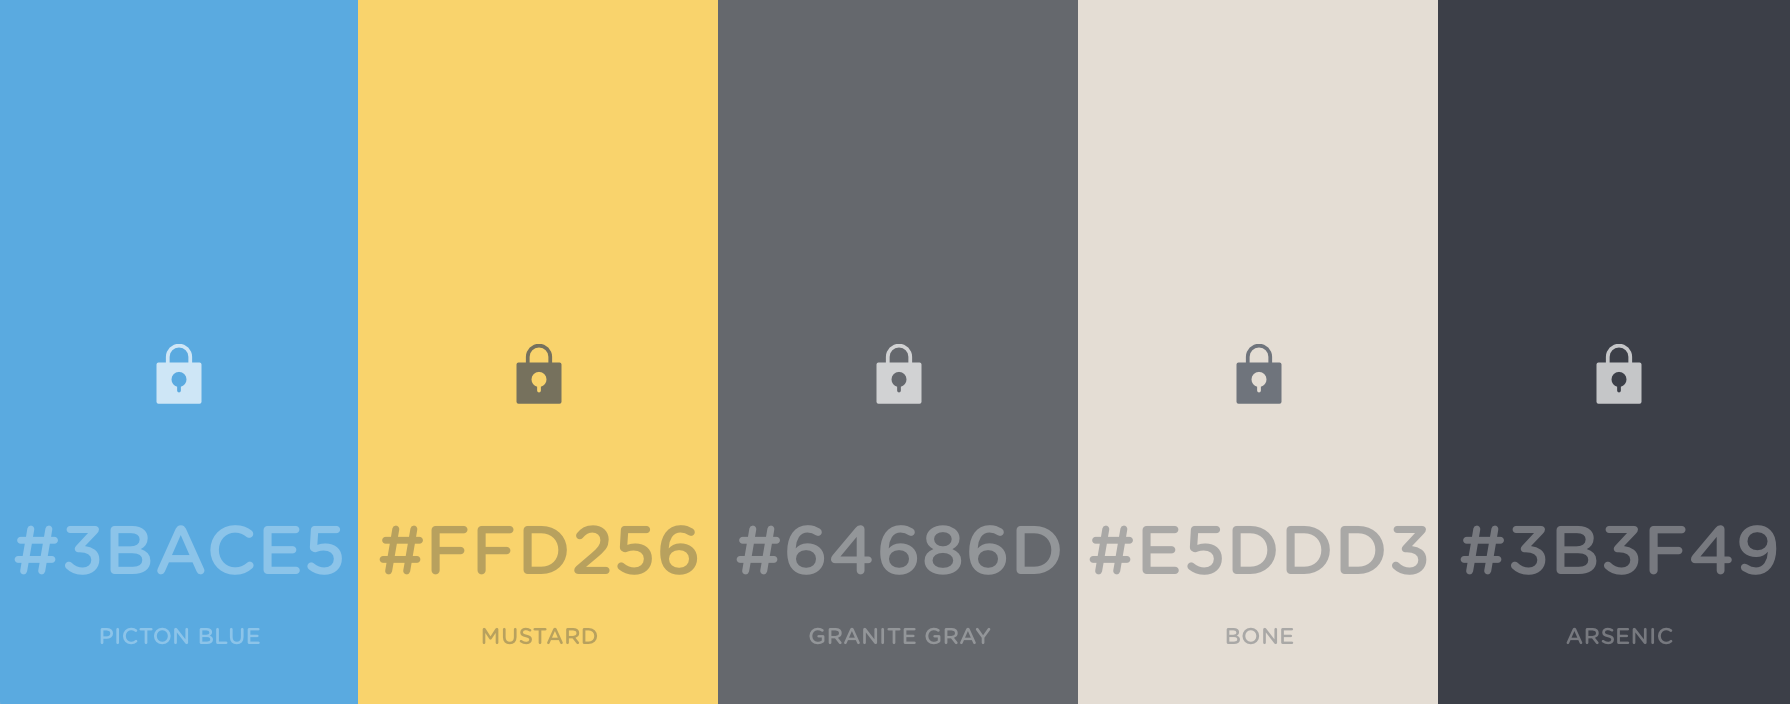 #3BACE5
PICTON BLUE
#FFD256
MUSTARD
#64686D
GRANITE GRAY
#E5DDD3
BONE
#3B3F49
ARSENIC